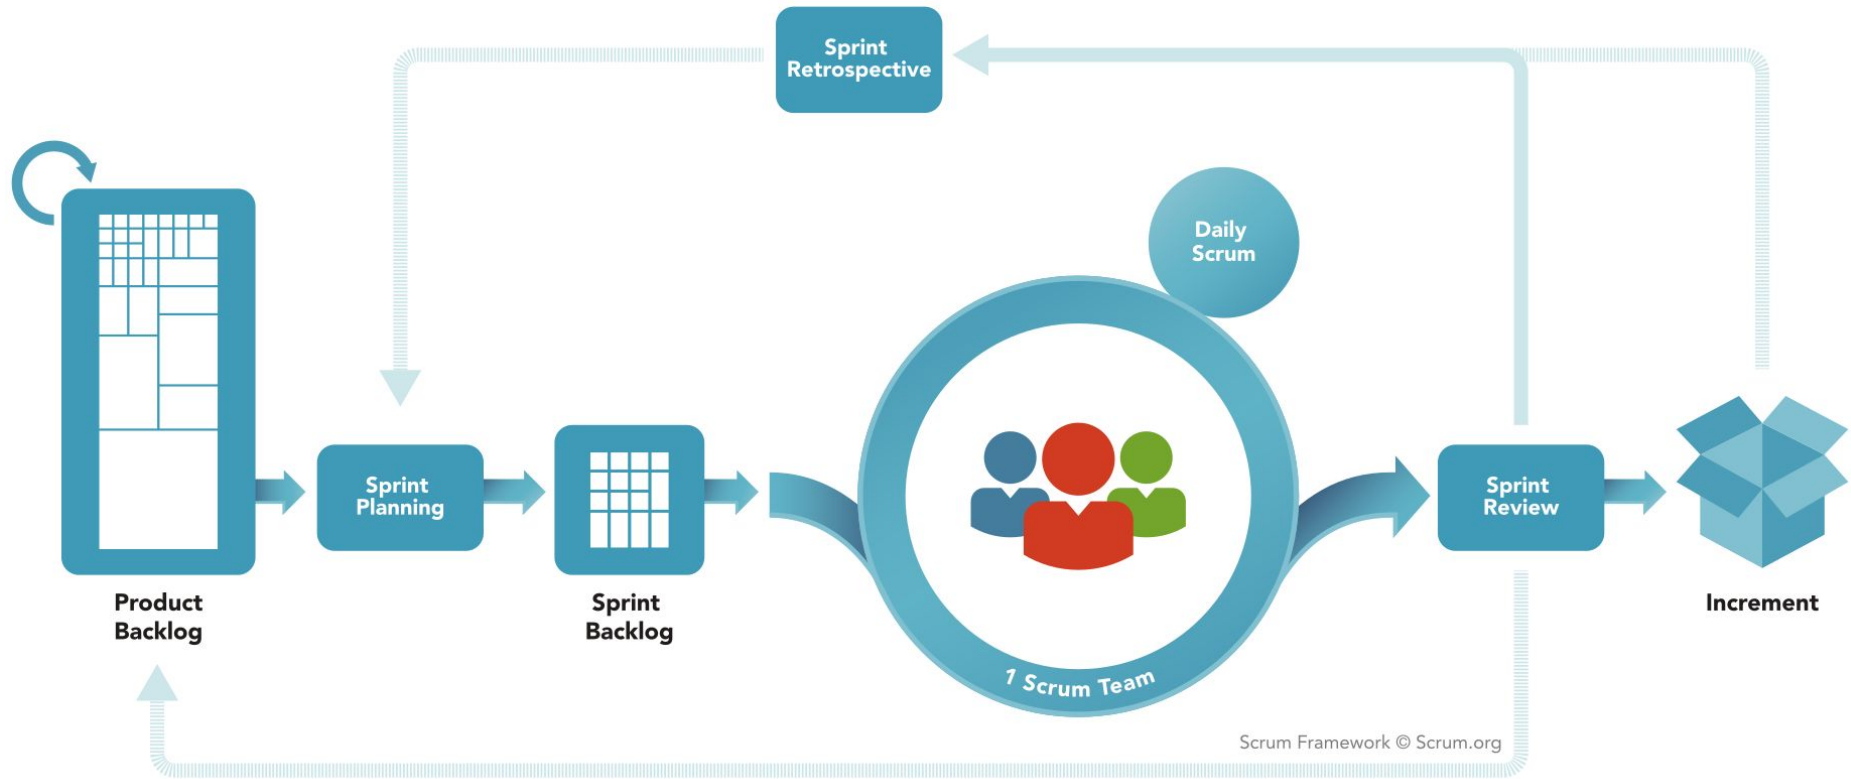 Sprint
Retrospective
Daily
Scrum
Sprint
Planning
Sprint
Review
Product
Backlog
Sprint
Backlog
1 Scrum Team
Increment
Scrum Framework © Scrum.org